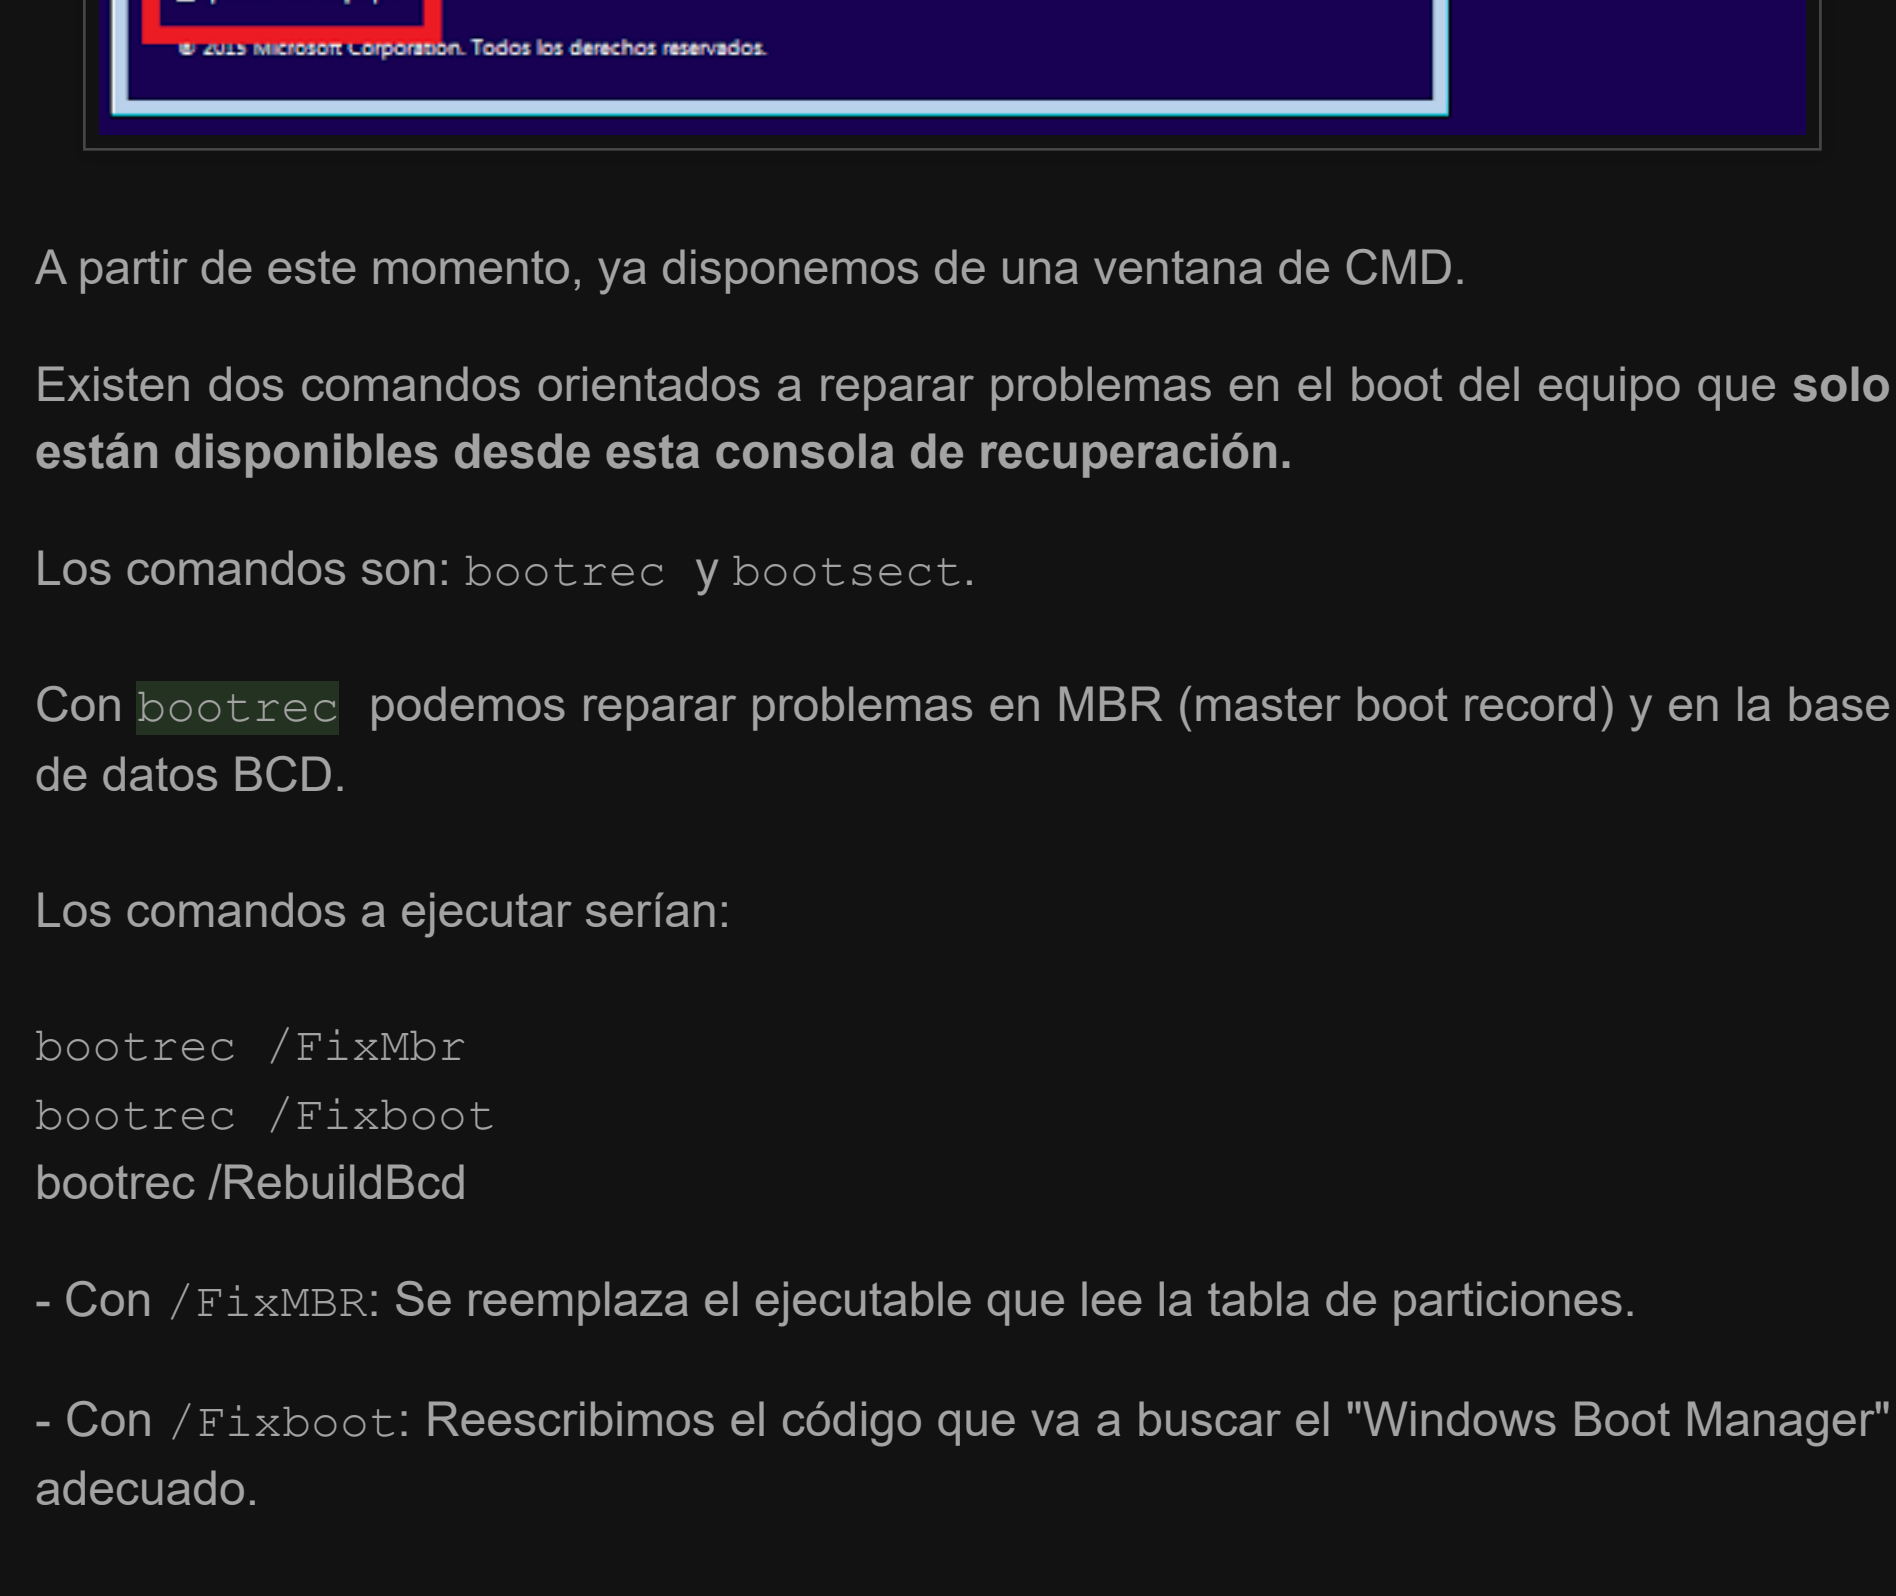 © 2015 Microsoft Corporation. Todos los derechos reservados.
A partir de este momento, ya disponemos de una ventana de CMD.
Existen dos comandos orientados a reparar problemas en el boot del equipo que solo
están disponibles desde esta consola de recuperación.
Los comandos son: bootrec y bootsect.
Con bootrec podemos reparar problemas en MBR (master boot record) y en la base
de datos BCD.
Los comandos a ejecutar serían:
bootrec /FixMbr
bootrec /Fixboot
bootrec /RebuildBcd
- Con /FixMBR: Se reemplaza el ejecutable que lee la tabla de particiones.
- Con /Fixboot: Reescribimos el código que va a buscar el "Windows Boot Manager"
adecuado.